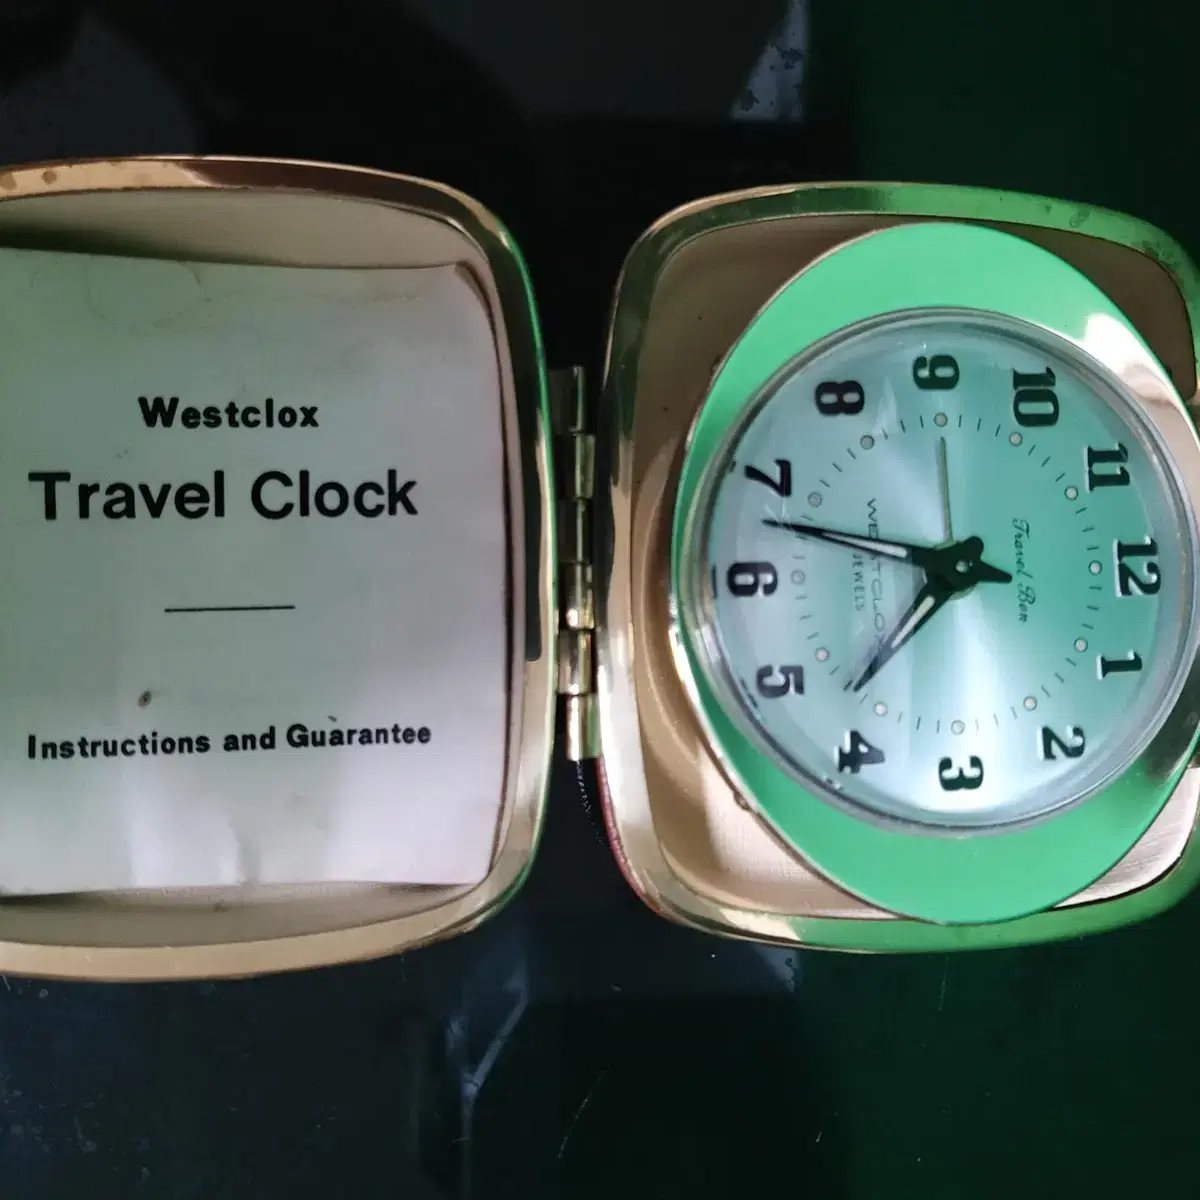 Westclox
Travel Clock
Instructions and Guarantee
12
1
2
3
4
5
6
7
8
9
10
11
Travel Ben
WESTCLOX
JEWELS